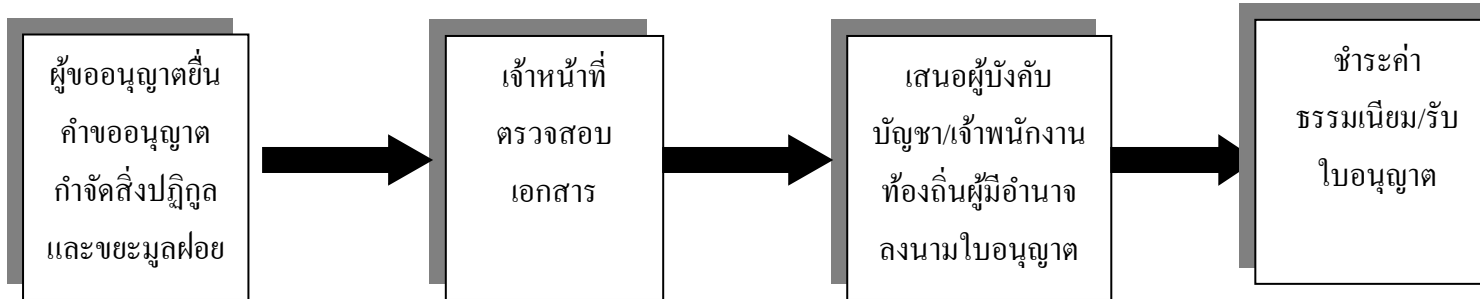 ผู้ขออนุญาตยื่น
คำขออนุญาต
กำจัดสิ่งปฏิกูล
และขยะมูลฝอย
เจ้าหน้าที่
ตรวจสอบ
เอกสาร
เสนอผู้บังคับ
บัญชา/เจ้าพนักงาน
ท้องถิ่นผู้มีอำนาจ
ลงนามใบอนุญาต
ชำระค่า
ธรรมเนียม/รับ
ใบอนุญาต